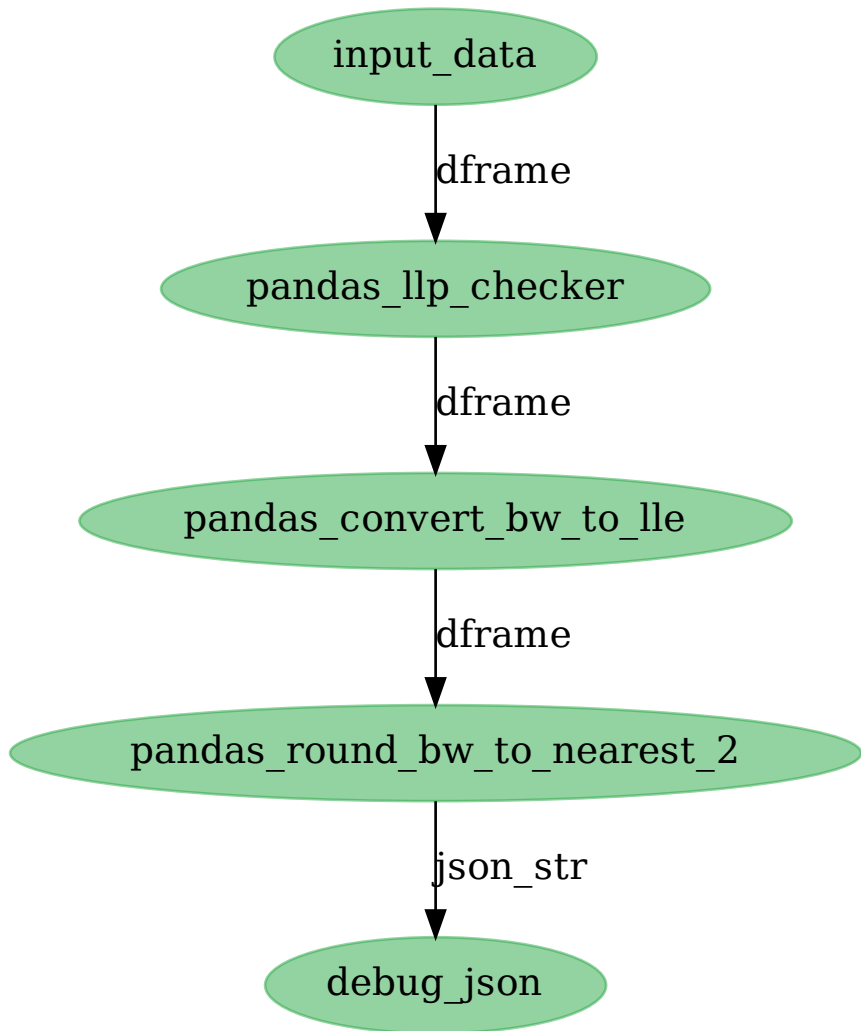 input_data
dframe
pandas_llp_checker
dframe
pandas_convert_bw_to_lle
dframe
pandas_round_bw_to_nearest_2
json_str
debug_json